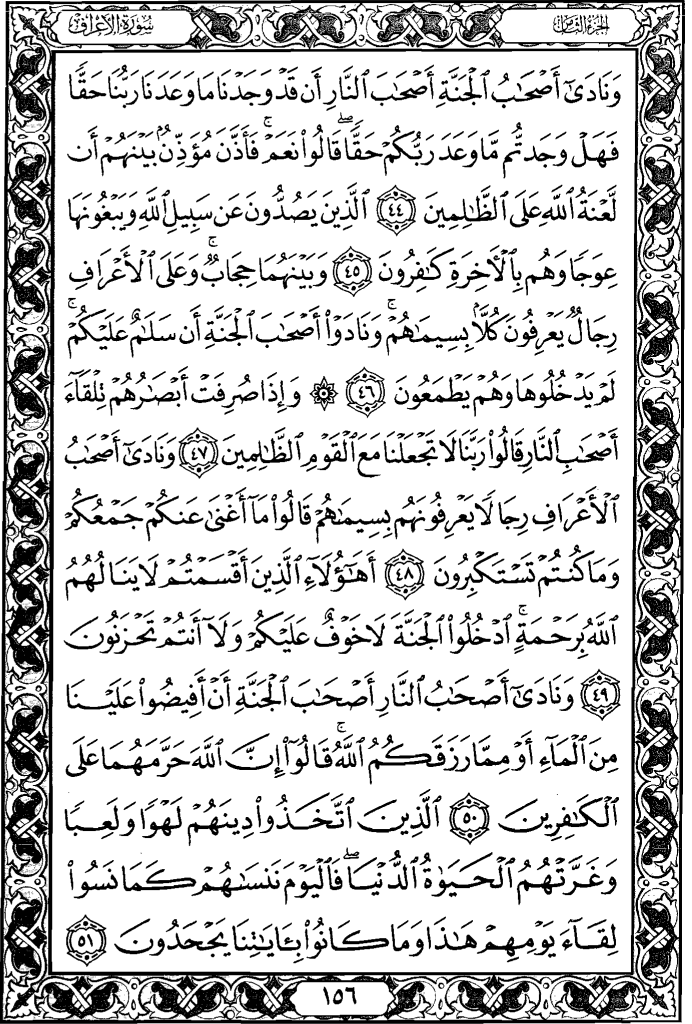 سُورَةُ الأَعْرَافِ
الجُزْءُ الثَّامِنُ
وَنَادَىٰٓ أَصْحَٰبُ ٱلْجَنَّةِ أَصْحَٰبَ ٱلنَّارِ أَن قَدْ وَجَدْنَا مَا وَعَدَنَا رَبُّنَا حَقًّا
فَهَلْ وَجَدتُّم مَّا وَعَدَ رَبُّكُمْ حَقًّا ۖ قَالُوا۟ نَعَمْ ۚ فَأَذَّنَ مُؤَذِّنٌۢ بَيْنَهُمْ أَن
لَّعْنَةُ ٱللَّهِ عَلَى ٱلظَّٰلِمِينَ ٤٤ ٱلَّذِينَ يَصُدُّونَ عَن سَبِيلِ ٱللَّهِ وَيَبْغُونَهَا
عِوَجًا وَهُم بِٱلْءَاخِرَةِ كَٰفِرُونَ ٤٥ وَبَيْنَهُمَا حِجَابٌ ۚ وَعَلَى ٱلْأَعْرَافِ
رِجَالٌ يَعْرِفُونَ كُلًّۢا بِسِيمَىٰهُمْ ۚ وَنَادَوْا۟ أَصْحَٰبَ ٱلْجَنَّةِ أَن سَلَٰمٌ عَلَيْكُمْ ۚ
لَمْ يَدْخُلُوهَا وَهُمْ يَطْمَعُونَ ٤٦ ۞ وَإِذَا صُرِفَتْ أَبْصَٰرُهُمْ تِلْقَآءَ
أَصْحَٰبِ ٱلنَّارِ قَالُوا۟ رَبَّنَا لَا تَجْعَلْنَا مَعَ ٱلْقَوْمِ ٱلظَّٰلِمِينَ ٤٧ وَنَادَىٰٓ أَصْحَٰبُ
ٱلْأَعْرَافِ رِجَالًا يَعْرِفُونَهُم بِسِيمَىٰهُمْ قَالُوا۟ مَآ أَغْنَىٰ عَنكُمْ جَمْعُكُمْ
وَمَا كُنتُمْ تَسْتَكْبِرُونَ ٤٨ أَهَٰٓؤُلَآءِ ٱلَّذِينَ أَقْسَمْتُمْ لَا يَنَالُهُمُ
ٱللَّهُ بِرَحْمَةٍ ۚ ٱدْخُلُوا۟ ٱلْجَنَّةَ لَا خَوْفٌ عَلَيْكُمْ وَلَآ أَنتُمْ تَحْزَنُونَ
٤٩ وَنَادَىٰٓ أَصْحَٰبُ ٱلنَّارِ أَصْحَٰبَ ٱلْجَنَّةِ أَنْ أَفِيضُوا۟ عَلَيْنَا
مِنَ ٱلْمَآءِ أَوْ مِمَّا رَزَقَكُمُ ٱللَّهُ ۚ قَالُوٓا۟ إِنَّ ٱللَّهَ حَرَّمَهُمَا عَلَى
ٱلْكَٰفِرِينَ ٥٠ ٱلَّذِينَ ٱتَّخَذُوا۟ دِينَهُمْ لَهْوًا وَلَعِبًا
وَغَرَّتْهُمُ ٱلْحَيَوٰةُ ٱلدُّنْيَا ۚ فَٱلْيَوْمَ نَنسَىٰهُمْ كَمَا نَسُوا۟
لِقَآءَ يَوْمِهِمْ هَٰذَا وَمَا كَانُوا۟ بِـَٔايَٰتِنَا يَجْحَدُونَ ٥١
١٥٦